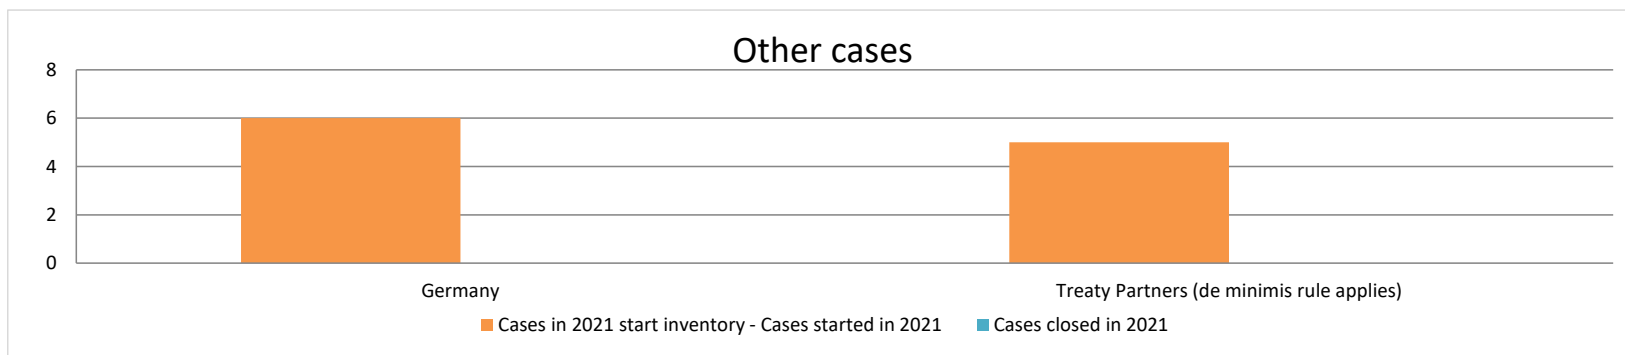 Other cases
8
6
4
2
0
Germany
Treaty Partners (de minimis rule applies)
Cases in 2021 start inventory - Cases started in 2021
Cases closed in 2021